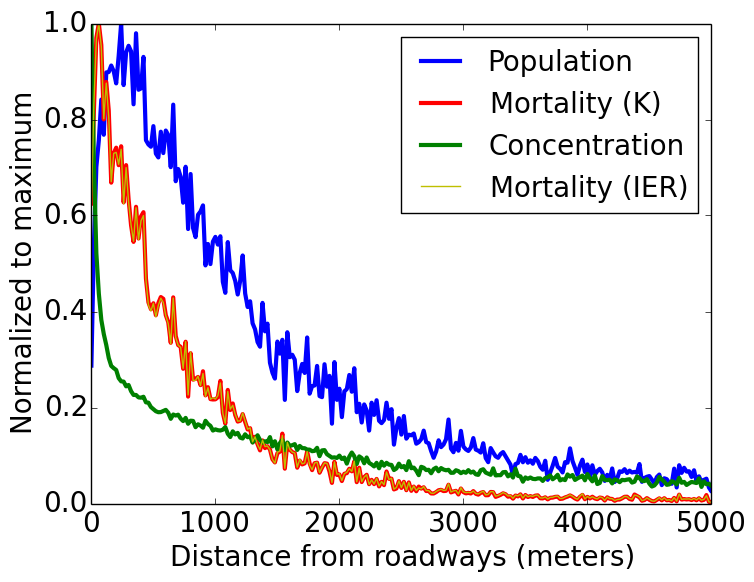 1.0
0.8
0.6
0.4
0.2
0.0
Normalized to maximum
Population
Mortality (K)
Concentration
Mortality (IER)
0 1000 2000 3000 4000 5000
Distance from roadways (meters)